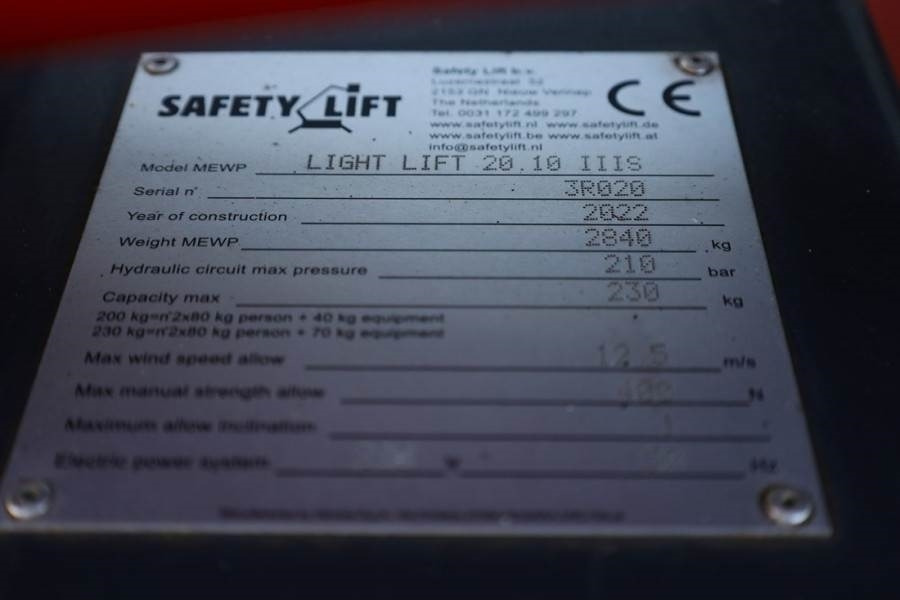 SAFETY LIFT
Safety Lift b.v.
Luzernestraat 52
2153 GN Nieuw Vennep
The Netherlands
Tel. 0031 172 499 297
www.safetylift.nl www.safetylift.de
www.safetylift.be www.safetylift.at
info@safetylift.nl
CE
Model MEWP LIGHT LIFT 20.10 IIIS
Serial n° 3R020
Year of construction 2022
Weight MEWP 2840 kg
Hydraulic circuit max pressure 210 bar
Capacity max 230 kg
200 kg=n°2x80 kg person + 40 kg equipment
230 kg=n°2x80 kg person + 70 kg equipment
Max wind speed allow 12.5 m/s
Max manual strength allow 400 N
Maximum allow inclination
Electric power system V Hz